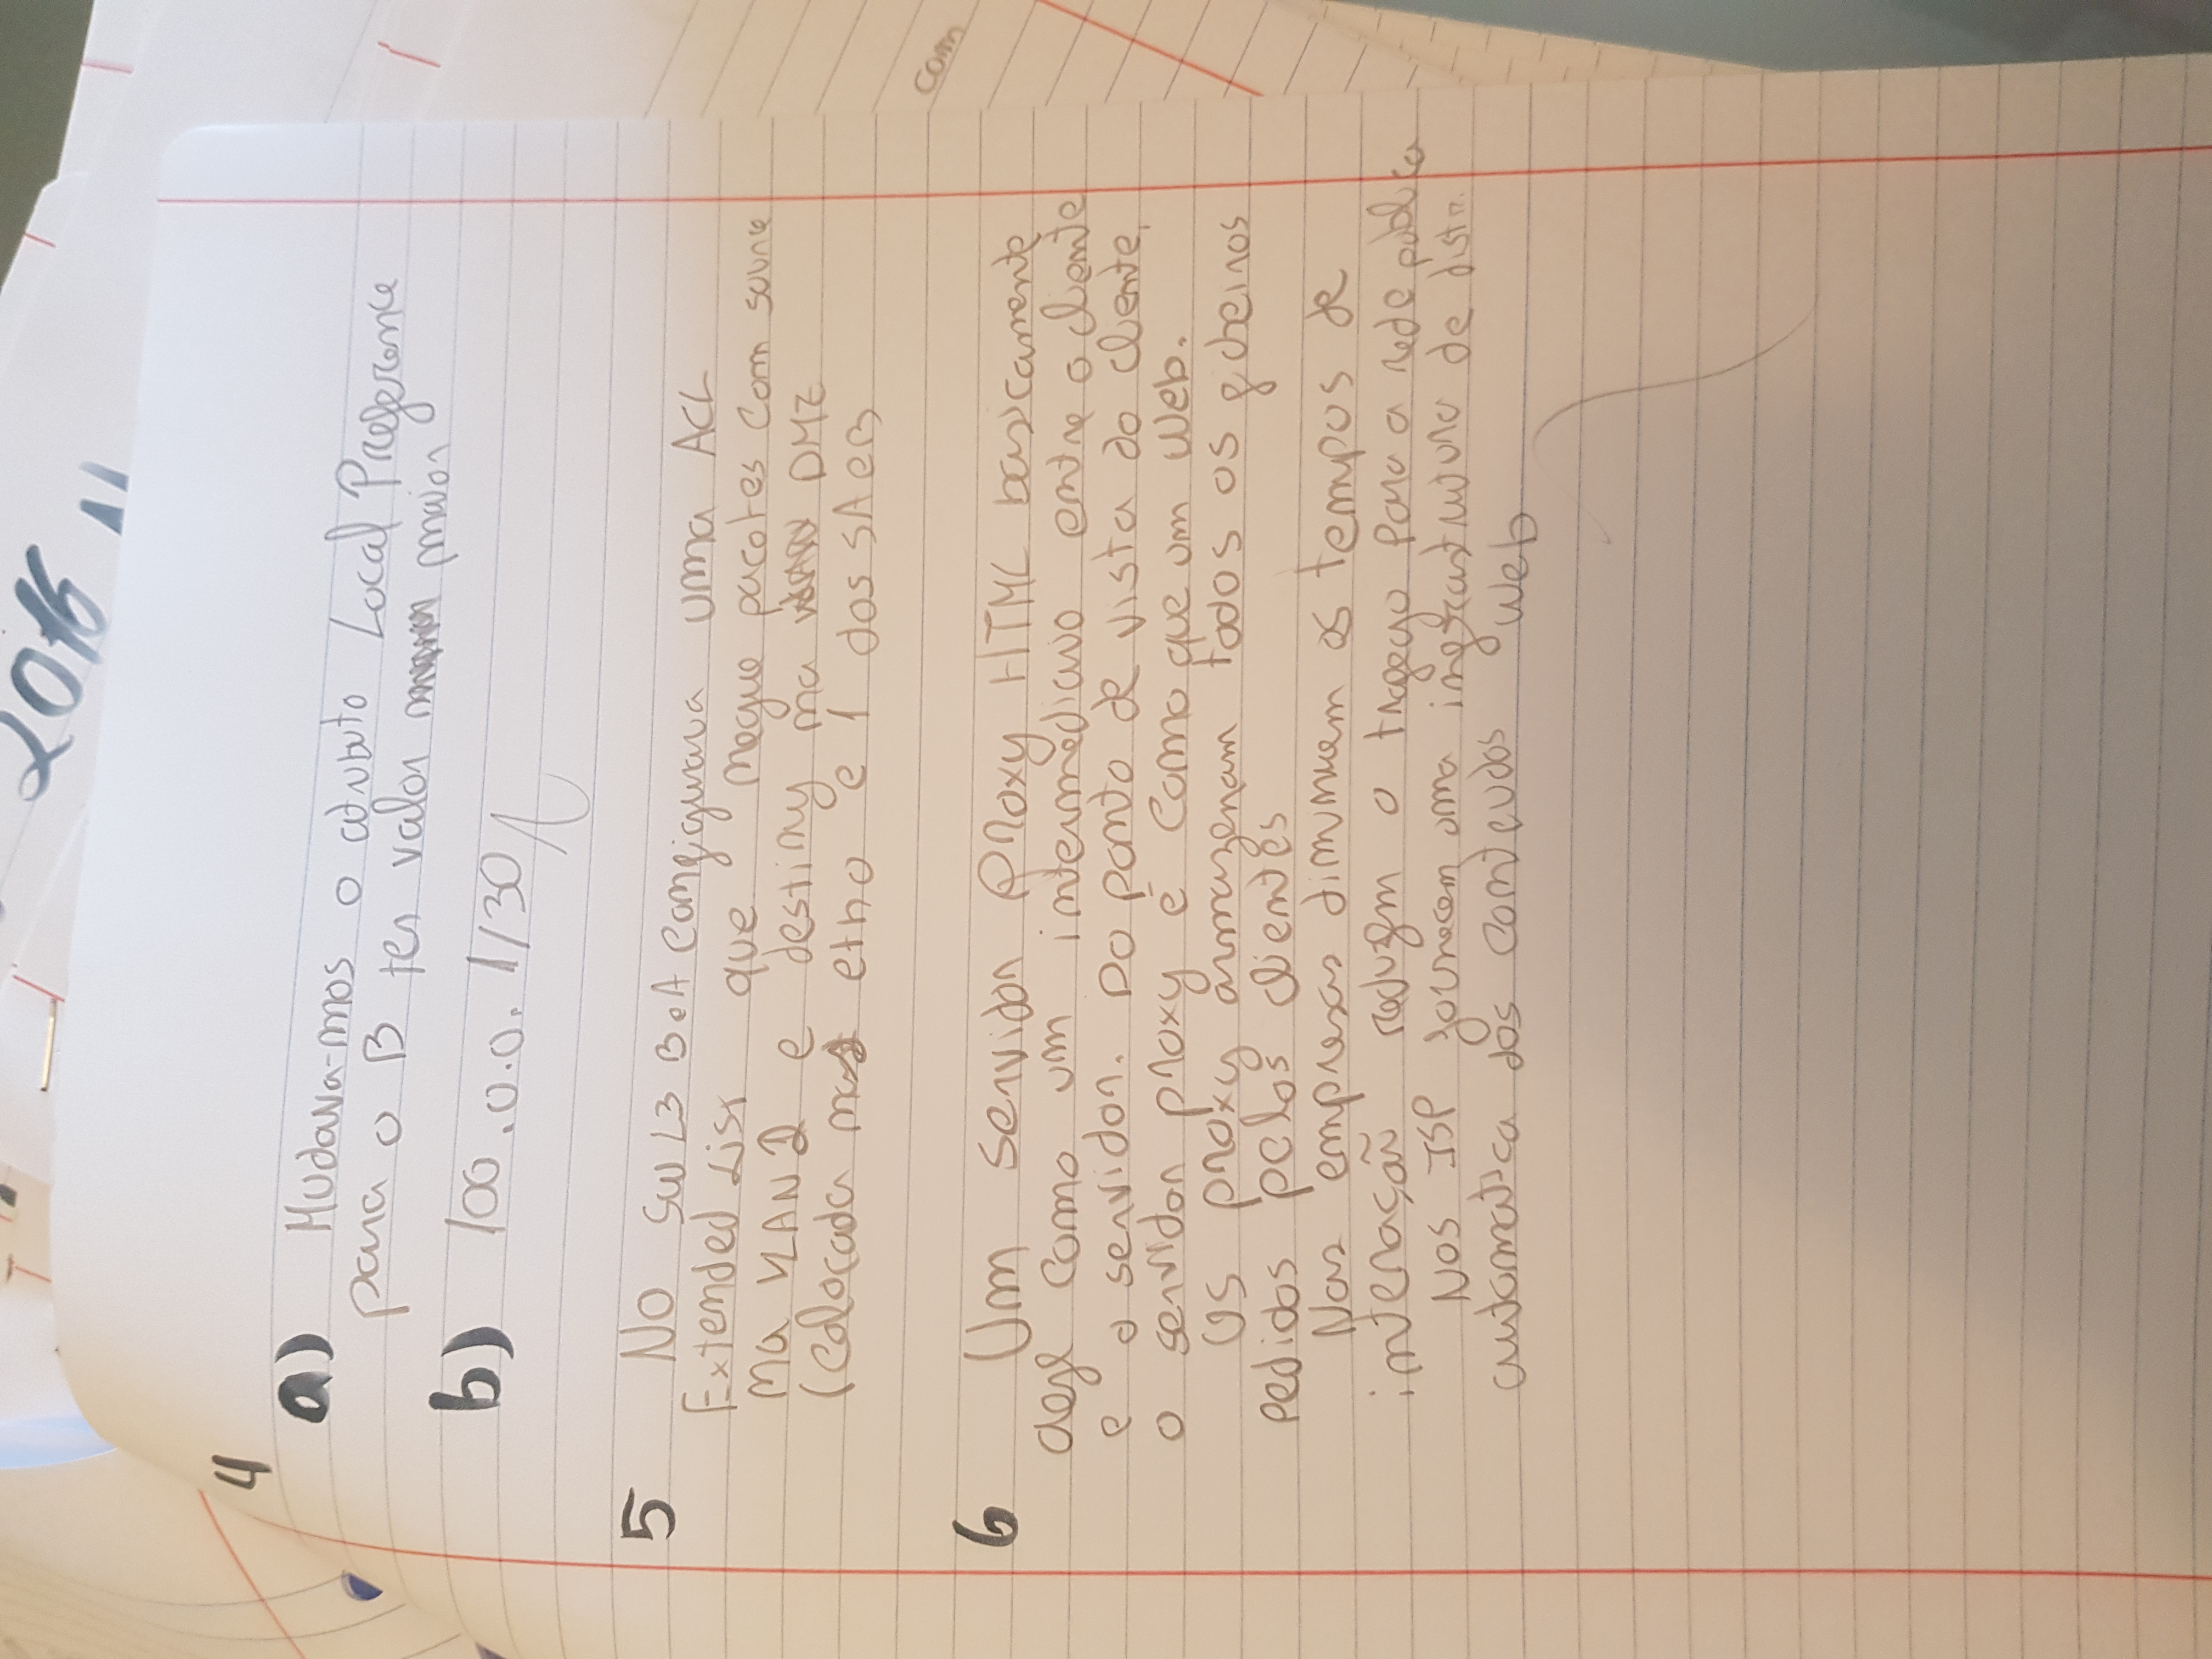 2016
4
a) Mudava-mos o atributo Local Preference
para o B ter valor maior
b) 100.0.0.1/30
5 No SW L3 B e A configurava uma ACL
Extended List que negue pacotes com source
na VLAN 2 e destiny na DMZ
(colocada nas eth0 e 1 dos SA e B
6 Um servidor Proxy HTML basicamente
age como um intermediario entre o cliente
e o servidor. Do ponto de vista do cliente,
o servidor proxy é como que um Web.
Os proxy armazenam todos os ficheiros
pedidos pelos clientes
Nas empresas diminuem os tempos de
interação reduzem o trafego para a rede publica
Nos ISP fornecem uma infrastrutura de distr.
automatica dos conteudos Web
com